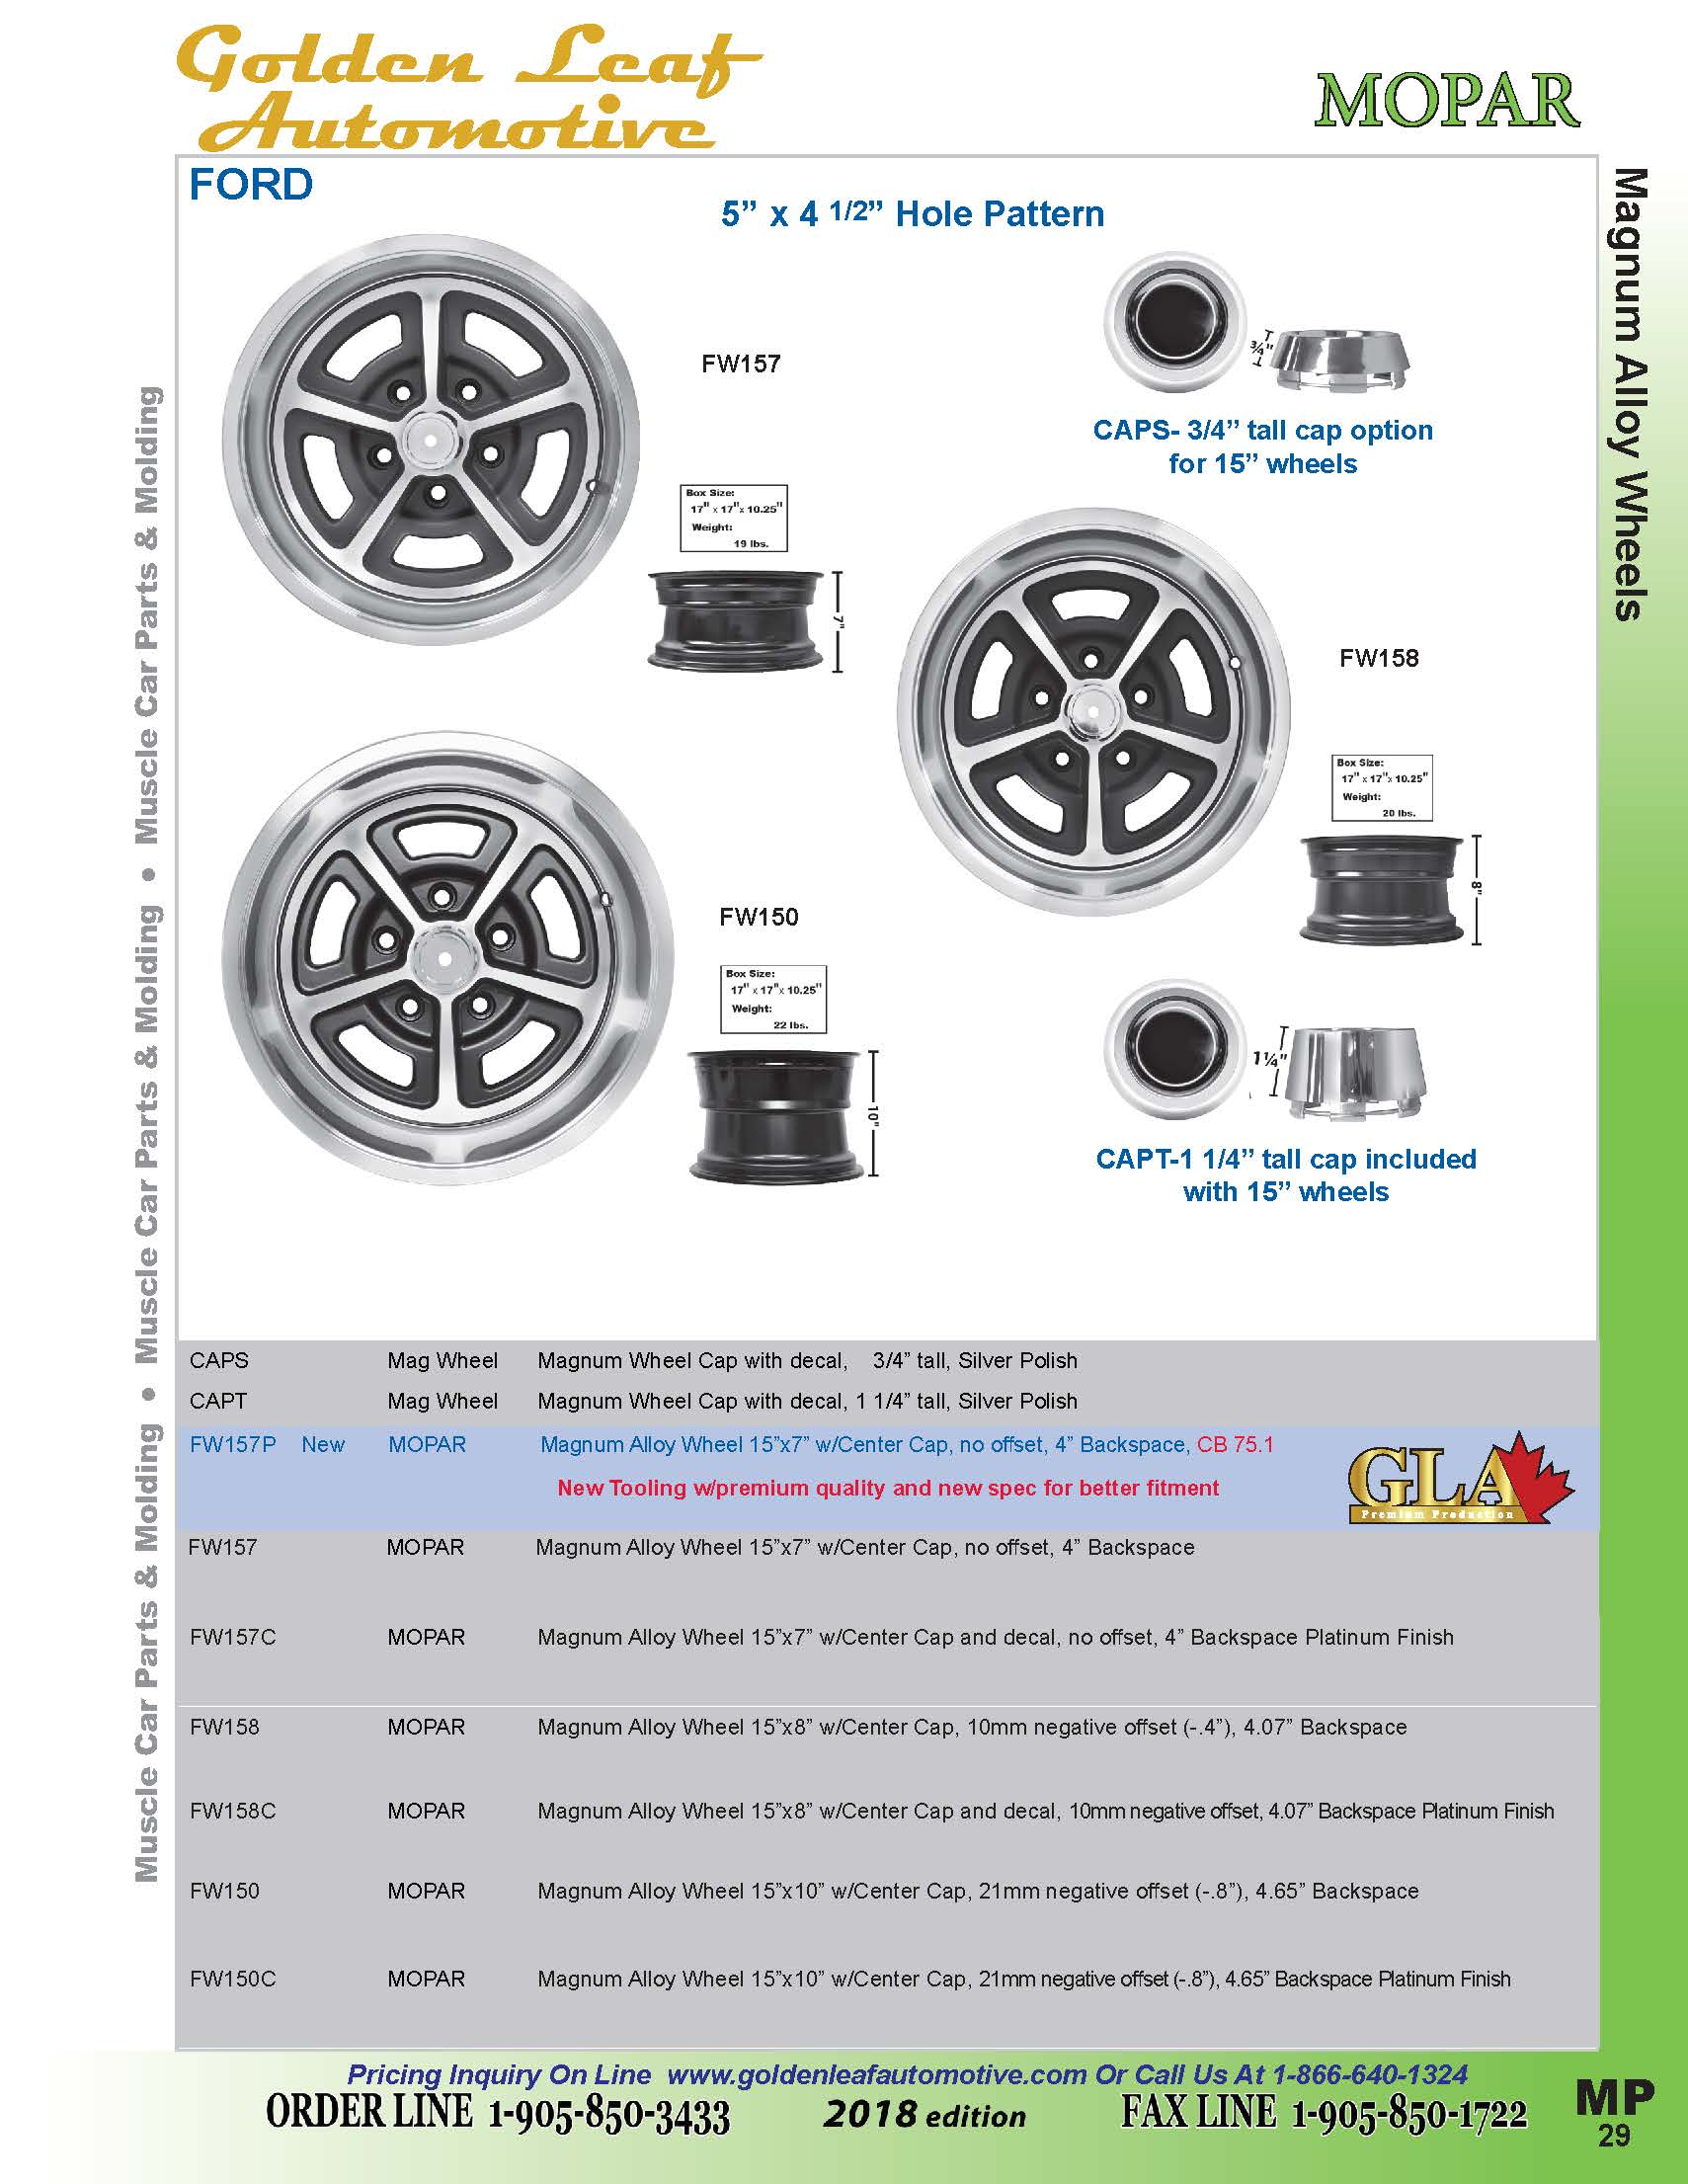 Golden Leaf
Automotive
MOPAR
FORD
5” x 4 1/2” Hole Pattern
FW157
Box Size:
17" x 17"x 10.25"
Weight:
19 lbs.
7"
3/4"
CAPS- 3/4” tall cap option
for 15” wheels
FW158
Box Size:
17" x 17"x 10.25"
Weight:
20 lbs.
8"
FW150
Box Size:
17" x 17"x 10.25"
Weight:
22 lbs.
10"
1¼"
CAPT-1 1/4” tall cap included
with 15” wheels
CAPS Mag Wheel Magnum Wheel Cap with decal, 3/4” tall, Silver Polish
CAPT Mag Wheel Magnum Wheel Cap with decal, 1 1/4” tall, Silver Polish
FW157P New MOPAR Magnum Alloy Wheel 15”x7” w/Center Cap, no offset, 4” Backspace, CB 75.1
New Tooling w/premium quality and new spec for better fitment
GLA
Premium Production
FW157 MOPAR Magnum Alloy Wheel 15”x7” w/Center Cap, no offset, 4” Backspace
FW157C MOPAR Magnum Alloy Wheel 15”x7” w/Center Cap and decal, no offset, 4” Backspace Platinum Finish
FW158 MOPAR Magnum Alloy Wheel 15”x8” w/Center Cap, 10mm negative offset (-.4”), 4.07” Backspace
FW158C MOPAR Magnum Alloy Wheel 15”x8” w/Center Cap and decal, 10mm negative offset, 4.07” Backspace Platinum Finish
FW150 MOPAR Magnum Alloy Wheel 15”x10” w/Center Cap, 21mm negative offset (-.8”), 4.65” Backspace
FW150C MOPAR Magnum Alloy Wheel 15”x10” w/Center Cap, 21mm negative offset (-.8”), 4.65” Backspace Platinum Finish
Magnum Alloy Wheels
Muscle Car Parts & Molding • Muscle Car Parts & Molding • Muscle Car Parts & Molding
Pricing Inquiry On Line www.goldenleafautomotive.com Or Call Us At 1-866-640-1324
ORDER LINE 1-905-850-3433 2018 edition FAX LINE 1-905-850-1722
MP
29